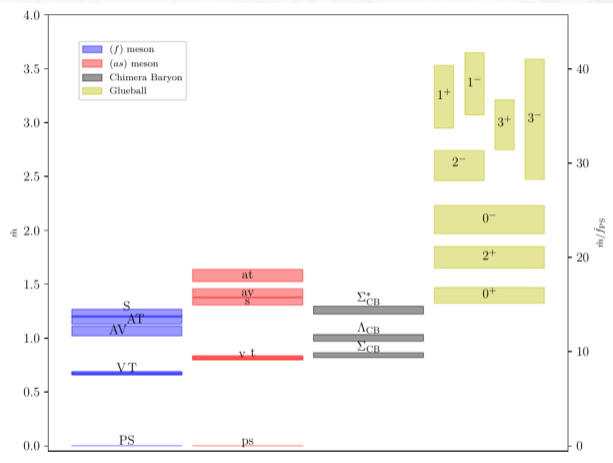 4.0
3.5
3.0
2.5
2.0
1.5
1.0
0.5
0.0
m̂
(f) meson
(as) meson
Chimera Baryon
Glueball
S
AT
AV
V T
PS
at
av
s
v t
ps
Σ*CB
ΛCB
ΣCB
1⁺
1⁻
3⁺
3⁻
2⁻
0⁻
2⁺
0⁺
40
30
20
10
0
m̂/f̂PS